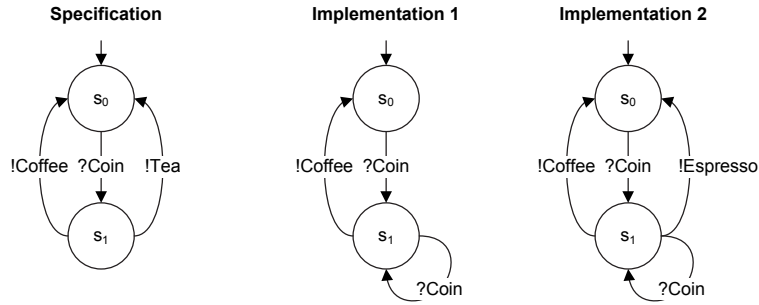 Specification
Implementation 1
Implementation 2
s0
s0
s0
!Coffee
?Coin
!Tea
!Coffee
?Coin
!Coffee
?Coin
!Espresso
s1
s1
s1
?Coin
?Coin